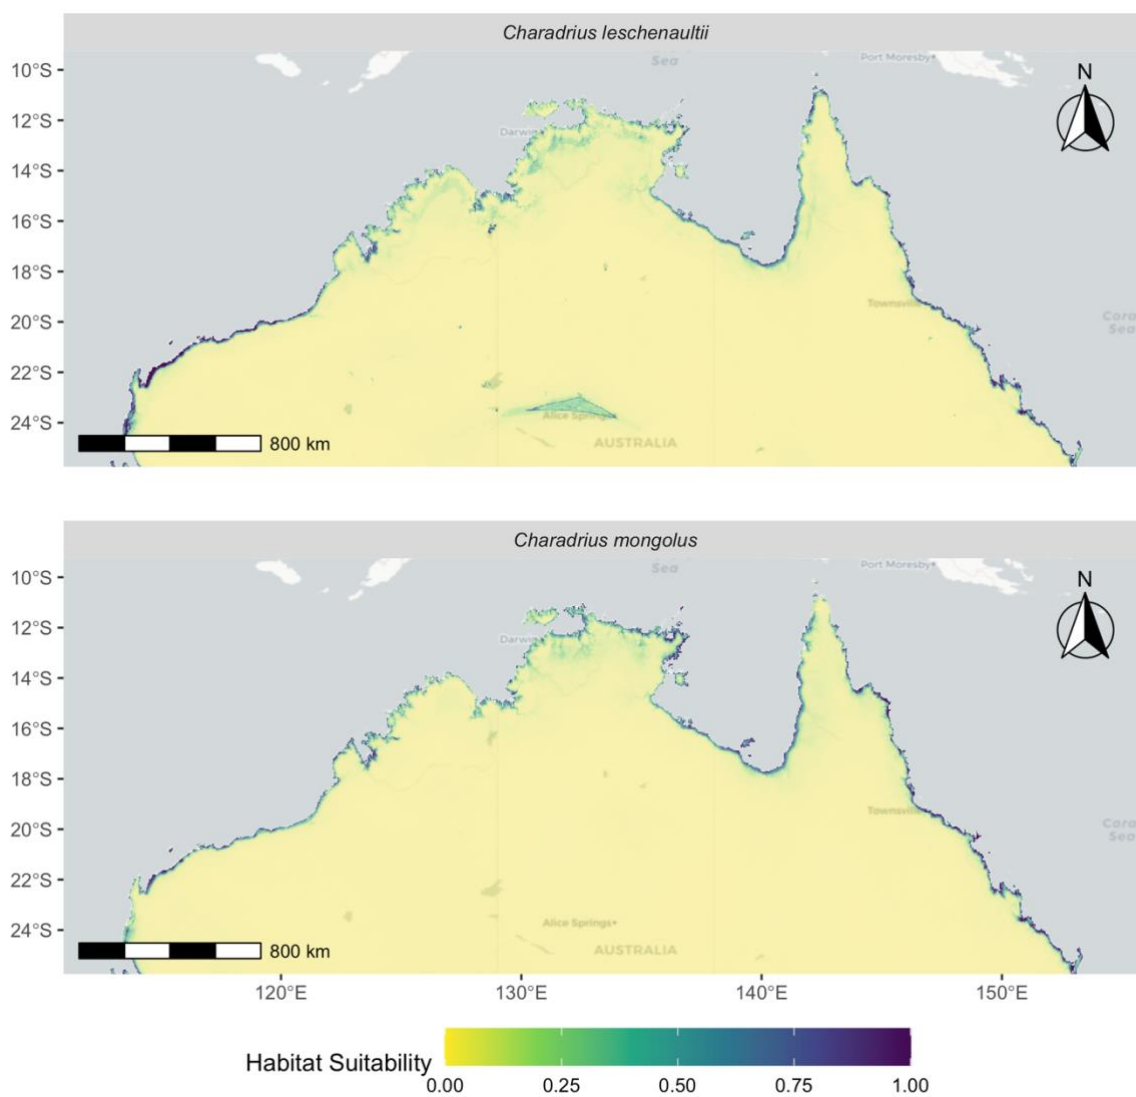 Charadrius leschenaultii
10°S
12°S
14°S
16°S
18°S
20°S
22°S
24°S
Sea
Port Moresby
N
Darwin
Townsville
Coral
Sea
Alice Springs
AUSTRALIA
800 km
Charadrius mongolus
10°S
12°S
14°S
16°S
18°S
20°S
22°S
24°S
Sea
Port Moresby
N
Darwin
Townsville
Coral
Sea
Alice Springs
AUSTRALIA
800 km
120°E 130°E 140°E 150°E
Habitat Suitability
0.00 0.25 0.50 0.75 1.00